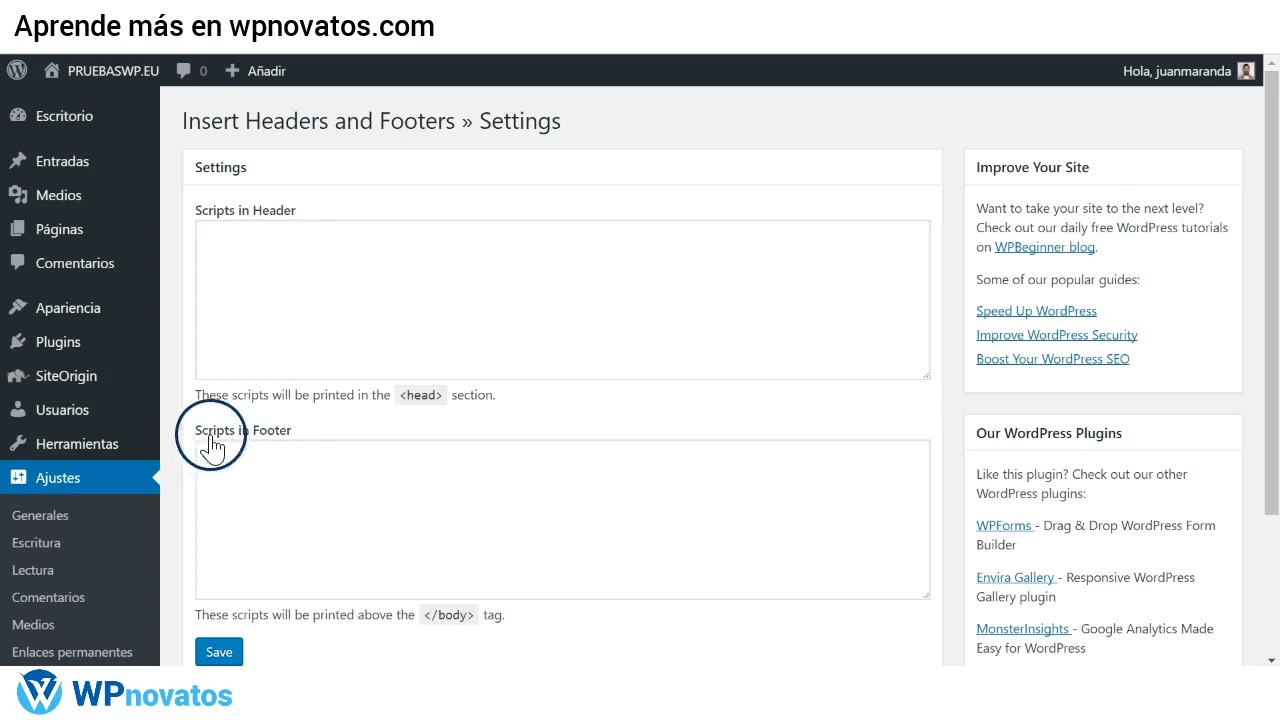 Aprende más en wpnovatos.com
PRUEBASWP.EU 0 Añadir Hola, juanmaranda
Escritorio
Entradas
Medios
Páginas
Comentarios
Apariencia
Plugins
SiteOrigin
Usuarios
Herramientas
Ajustes
Generales
Escritura
Lectura
Comentarios
Medios
Enlaces permanentes
Insert Headers and Footers » Settings
Settings
Scripts in Header
These scripts will be printed in the <head> section.
Scripts in Footer
These scripts will be printed above the </body> tag.
Save
Improve Your Site
Want to take your site to the next level?
Check out our daily free WordPress tutorials
on WPBeginner blog.
Some of our popular guides:
Speed Up WordPress
Improve WordPress Security
Boost Your WordPress SEO
Our WordPress Plugins
Like this plugin? Check out our other
WordPress plugins:
WPForms - Drag & Drop WordPress Form
Builder
Envira Gallery - Responsive WordPress
Gallery plugin
MonsterInsights - Google Analytics Made
Easy for WordPress
WPnovatos